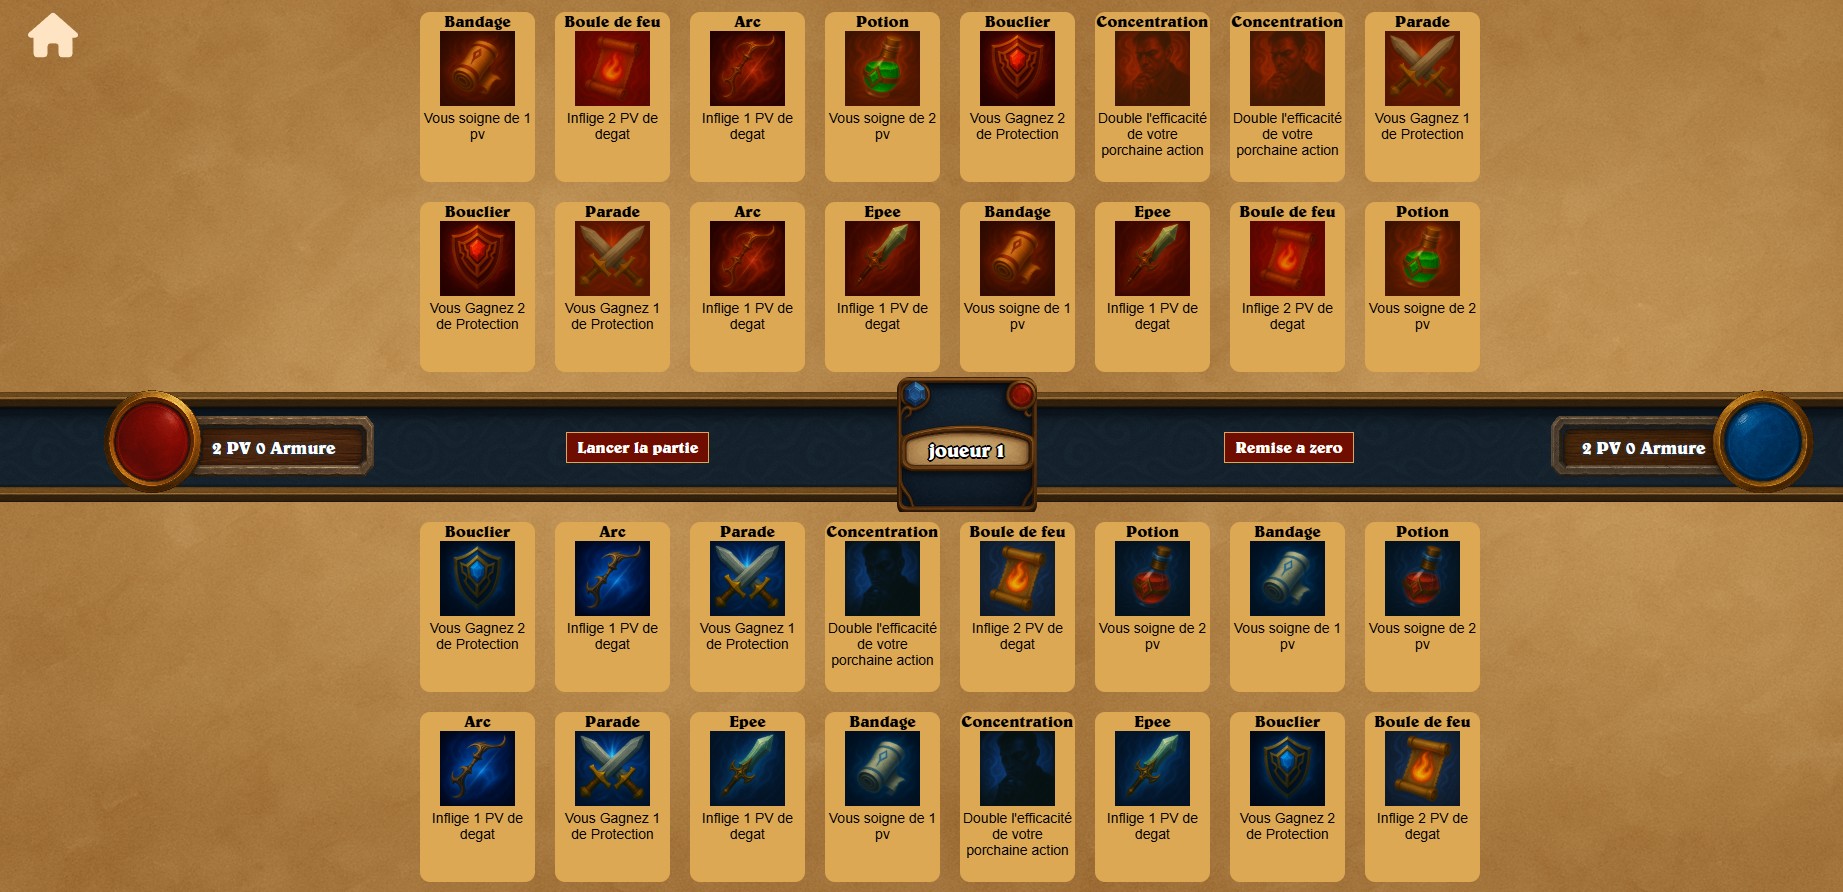 Bandage
Vous soigne de 1
pv
Boule de feu
Inflige 2 PV de
degat
Arc
Inflige 1 PV de
degat
Potion
Vous soigne de 2
pv
Bouclier
Vous Gagnez 2
de Protection
Concentration
Double l'efficacité
de votre
porchaine action
Concentration
Double l'efficacité
de votre
porchaine action
Parade
Vous Gagnez 1
de Protection
Bouclier
Vous Gagnez 2
de Protection
Parade
Vous Gagnez 1
de Protection
Arc
Inflige 1 PV de
degat
Epee
Inflige 1 PV de
degat
Bandage
Vous soigne de 1
pv
Epee
Inflige 1 PV de
degat
Boule de feu
Inflige 2 PV de
degat
Potion
Vous soigne de 2
pv
2 PV 0 Armure
Lancer la partie
joueur 1
Remise a zero
2 PV 0 Armure
Bouclier
Vous Gagnez 2
de Protection
Arc
Inflige 1 PV de
degat
Parade
Vous Gagnez 1
de Protection
Concentration
Double l'efficacité
de votre
porchaine action
Boule de feu
Inflige 2 PV de
degat
Potion
Vous soigne de 2
pv
Bandage
Vous soigne de 1
pv
Potion
Vous soigne de 2
pv
Arc
Inflige 1 PV de
degat
Parade
Vous Gagnez 1
de Protection
Epee
Inflige 1 PV de
degat
Bandage
Vous soigne de 1
pv
Concentration
Double l'efficacité
de votre
porchaine action
Epee
Inflige 1 PV de
degat
Bouclier
Vous Gagnez 2
de Protection
Boule de feu
Inflige 2 PV de
degat